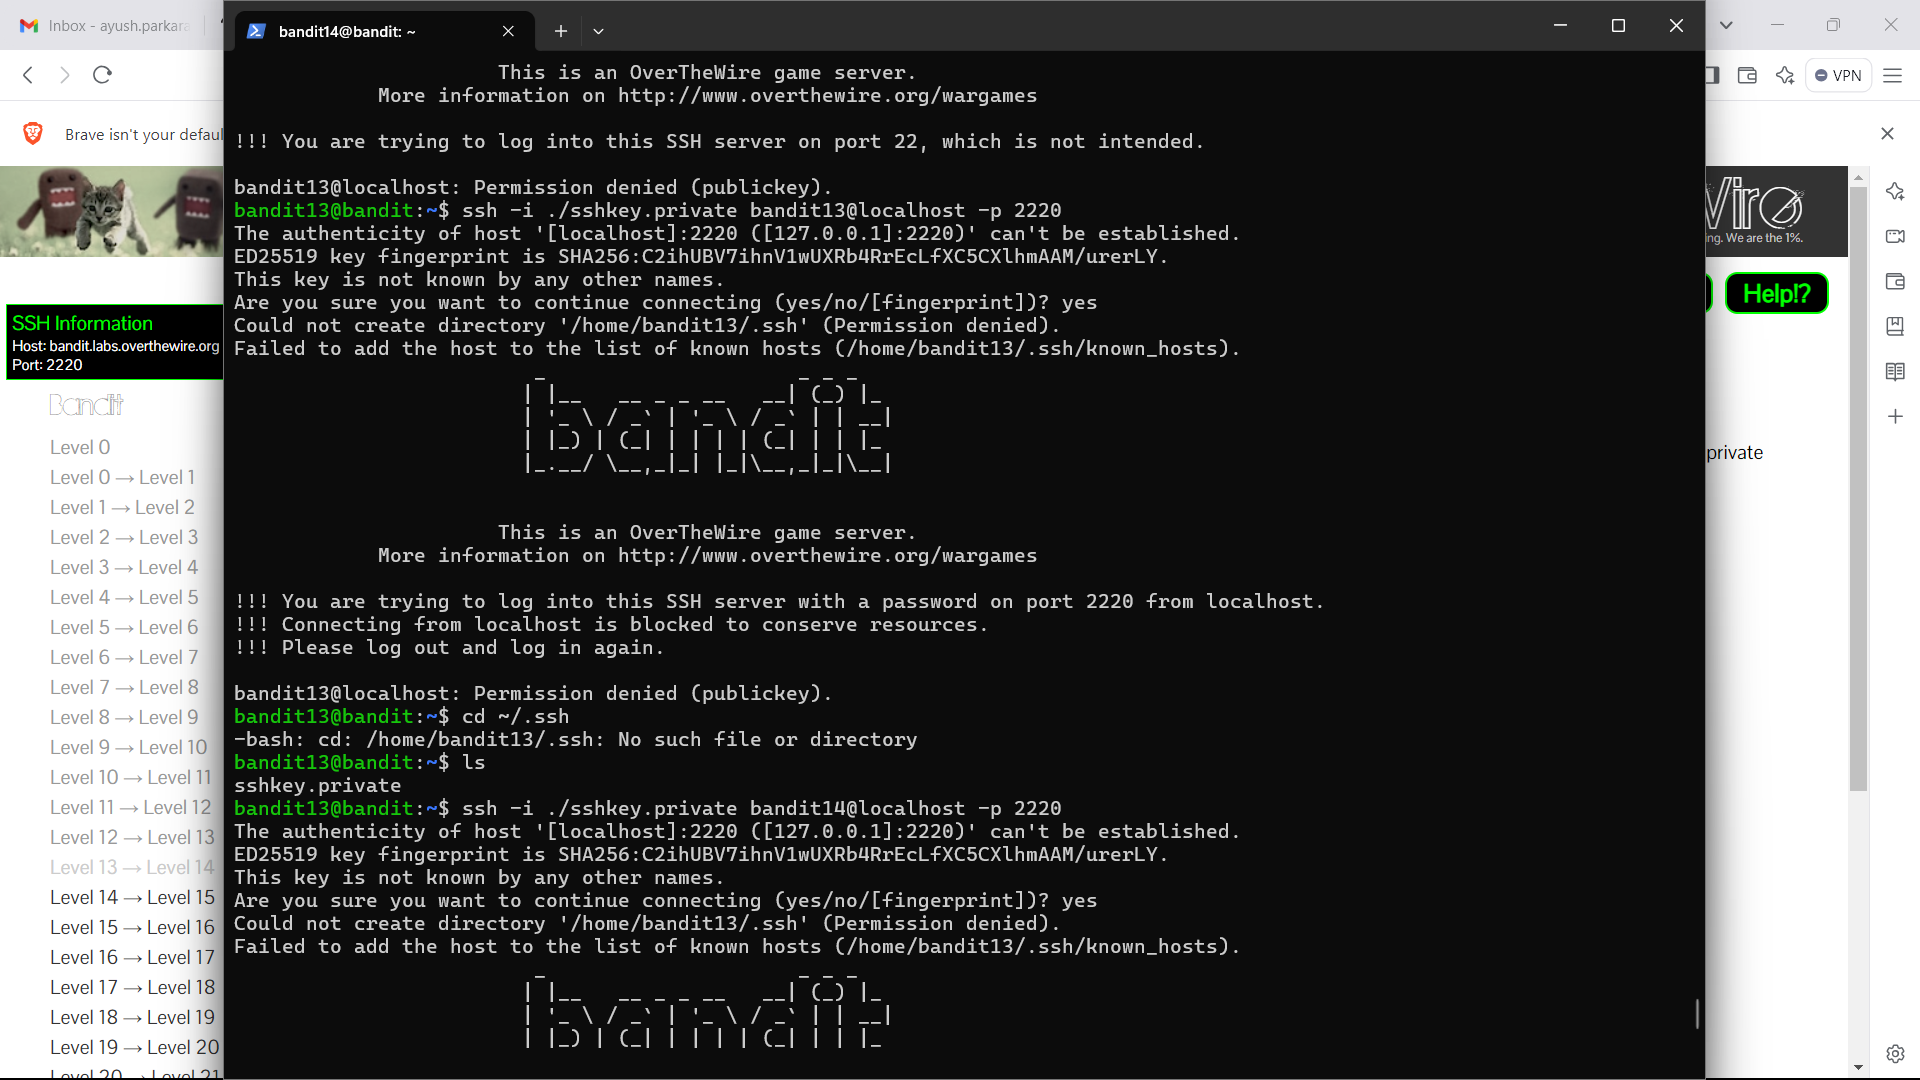 Inbox - ayush.parkara
bandit14@bandit: ~
VPN
Brave isn't your defaul
SSH Information
Host: bandit.labs.overthewire.org
Port: 2220
Bandit
Level 0
Level 0 → Level 1
Level 1 → Level 2
Level 2 → Level 3
Level 3 → Level 4
Level 4 → Level 5
Level 5 → Level 6
Level 6 → Level 7
Level 7 → Level 8
Level 8 → Level 9
Level 9 → Level 10
Level 10 → Level 11
Level 11 → Level 12
Level 12 → Level 13
Level 13 → Level 14
Level 14 → Level 15
Level 15 → Level 16
Level 16 → Level 17
Level 17 → Level 18
Level 18 → Level 19
Level 19 → Level 20
Level 20 → Level 21
This is an OverTheWire game server.
More information on http://www.overthewire.org/wargames
!!! You are trying to log into this SSH server on port 22, which is not intended.
bandit13@localhost: Permission denied (publickey).
bandit13@bandit:~$ ssh -i ./sshkey.private bandit13@localhost -p 2220
The authenticity of host '[localhost]:2220 ([127.0.0.1]:2220)' can't be established.
ED25519 key fingerprint is SHA256:C2ihUBV7ihnV1wUXRb4RrEcLfXC5CXlhmAAM/urerLY.
This key is not known by any other names.
Are you sure you want to continue connecting (yes/no/[fingerprint])? yes
Could not create directory '/home/bandit13/.ssh' (Permission denied).
Failed to add the host to the list of known hosts (/home/bandit13/.ssh/known_hosts).
bandit
This is an OverTheWire game server.
More information on http://www.overthewire.org/wargames
!!! You are trying to log into this SSH server with a password on port 2220 from localhost.
!!! Connecting from localhost is blocked to conserve resources.
!!! Please log out and log in again.
bandit13@localhost: Permission denied (publickey).
bandit13@bandit:~$ cd ~/.ssh
-bash: cd: /home/bandit13/.ssh: No such file or directory
bandit13@bandit:~$ ls
sshkey.private
bandit13@bandit:~$ ssh -i ./sshkey.private bandit14@localhost -p 2220
The authenticity of host '[localhost]:2220 ([127.0.0.1]:2220)' can't be established.
ED25519 key fingerprint is SHA256:C2ihUBV7ihnV1wUXRb4RrEcLfXC5CXlhmAAM/urerLY.
This key is not known by any other names.
Are you sure you want to continue connecting (yes/no/[fingerprint])? yes
Could not create directory '/home/bandit13/.ssh' (Permission denied).
Failed to add the host to the list of known hosts (/home/bandit13/.ssh/known_hosts).
bandit
ing. We are the 1%.
Help!?
private